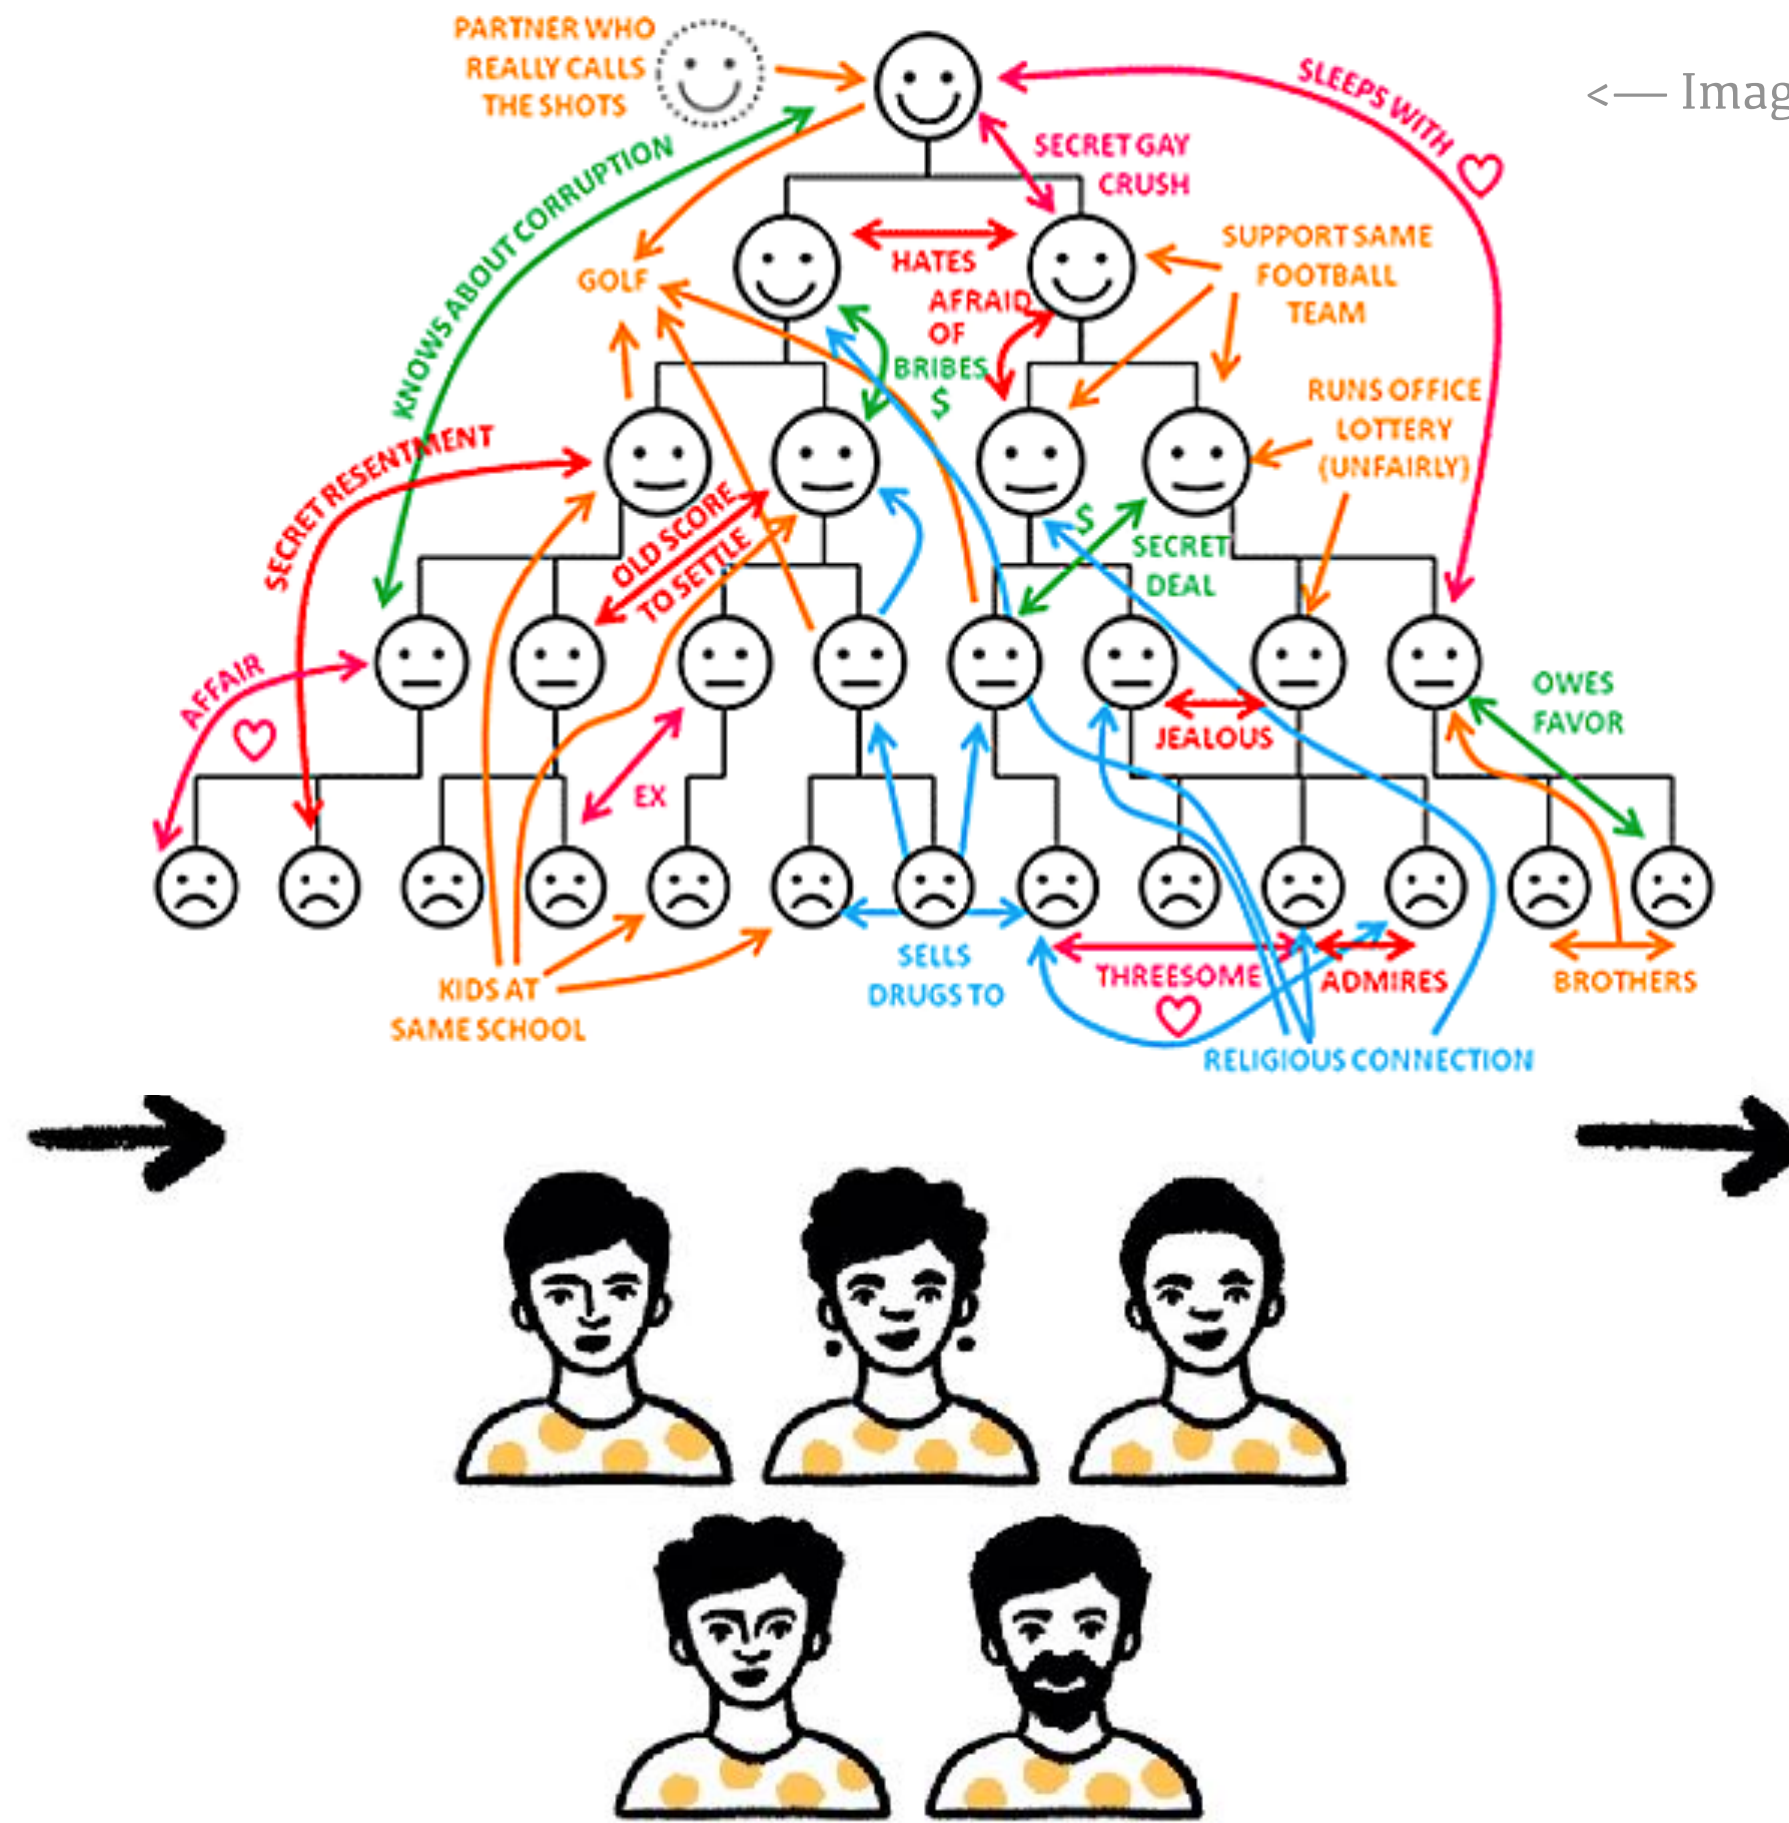 PARTNER WHO
REALLY CALLS
THE SHOTS
SLEEPS WITH
<— Imag
SECRET GAY
CRUSH
KNOWS ABOUT CORRUPTION
HATES
SUPPORT SAME
FOOTBALL
TEAM
GOLF
AFRAID
OF
BRIBES
$
RUNS OFFICE
LOTTERY
(UNFAIRLY)
SECRET RESENTMENT
OLD SCORE
TO SETTLE
$
SECRET
DEAL
AFFAIR
OWES
FAVOR
JEALOUS
EX
SELLS
DRUGS TO
THREESOME
ADMIRES
BROTHERS
KIDS AT
SAME SCHOOL
RELIGIOUS CONNECTION